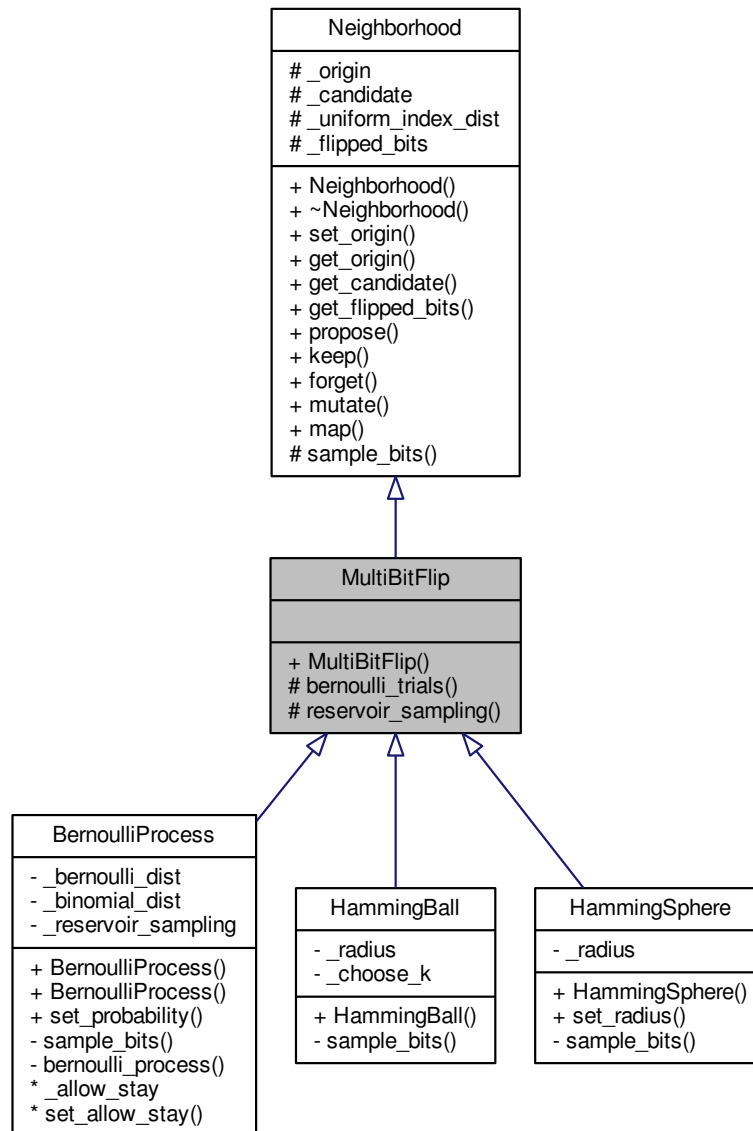 Neighborhood
# _origin
# _candidate
# _uniform_index_dist
# _flipped_bits
+ Neighborhood()
+ ~Neighborhood()
+ set_origin()
+ get_origin()
+ get_candidate()
+ get_flipped_bits()
+ propose()
+ keep()
+ forget()
+ mutate()
+ map()
# sample_bits()
MultiBitFlip
+ MultiBitFlip()
# bernoulli_trials()
# reservoir_sampling()
BernoulliProcess
- _bernoulli_dist
- _binomial_dist
- _reservoir_sampling
+ BernoulliProcess()
+ BernoulliProcess()
+ set_probability()
- sample_bits()
- bernoulli_process()
* _allow_stay
* set_allow_stay()
HammingBall
- _radius
- _choose_k
+ HammingBall()
- sample_bits()
HammingSphere
- _radius
+ HammingSphere()
+ set_radius()
- sample_bits()